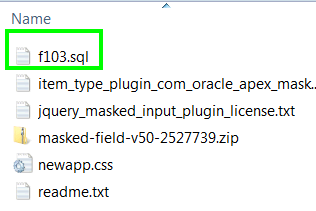 Name
f103.sql
item_type_plugin_com_oracle_apex_mask...
jquery_masked_input_plugin_license.txt
masked-field-v50-2527739.zip
newapp.css
readme.txt